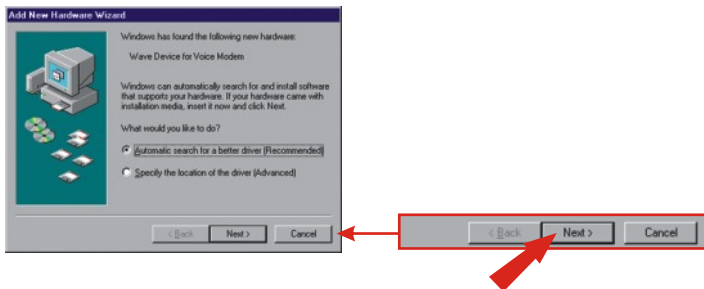 Add New Hardware Wizard
Windows has found the following new hardware:
Wave Device for Voice Modem
Windows can automatically search for and install software
that supports your hardware. If your hardware came with
installation media, insert it now and click Next.
What would you like to do?
Automatic search for a better driver (Recommended)
Specify the location of the driver (Advanced)
< Back Next > Cancel
< Back Next > Cancel